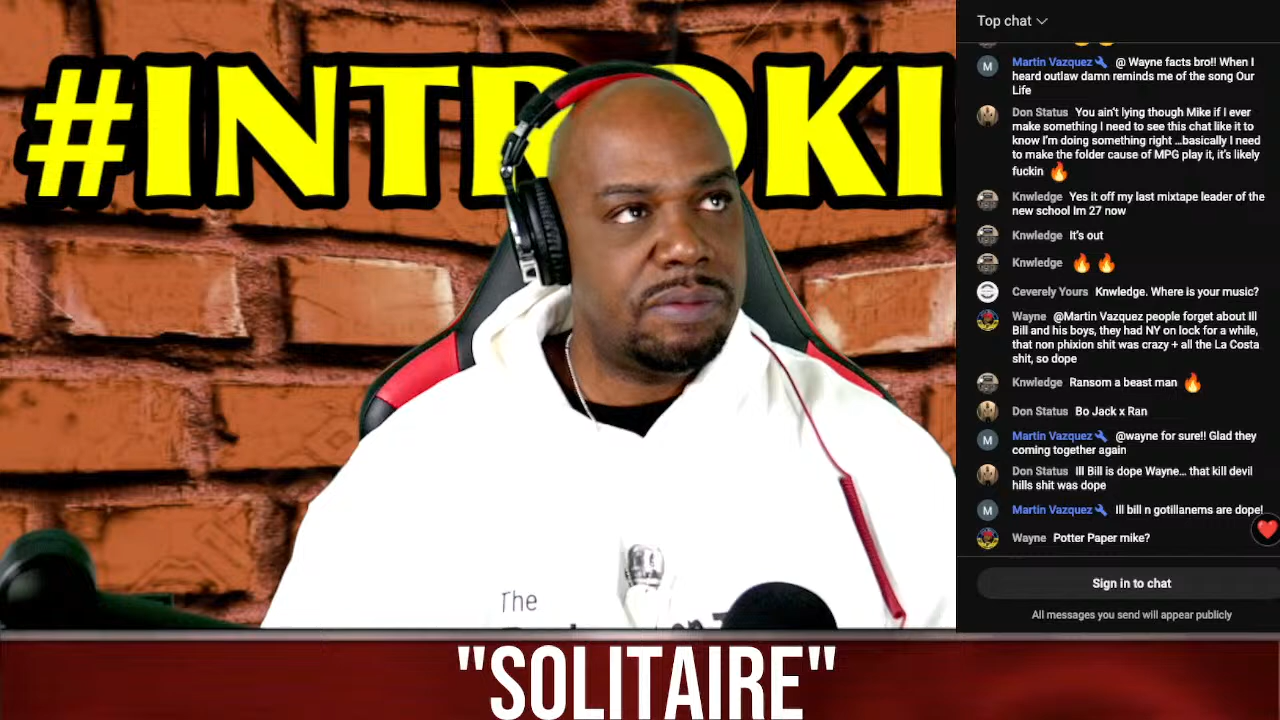 #INTR OKI
The
"SOLITAIRE"
Top chat
Martin Vazquez @ Wayne facts bro!! When I
heard outlaw damn reminds me of the song Our
Life
Don Status You ain't lying though Mike if I ever
make something I need to see this chat like it to
know I'm doing something right ...basically I need
to make the folder cause of MPG play it, it's likely
fuckin 🔥
Knwledge Yes it off my last mixtape leader of the
new school Im 27 now
Knwledge It's out
Knwledge 🔥 🔥
Ceverely Yours Knwledge. Where is your music?
Wayne @Martin Vazquez people forget about Ill
Bill and his boys, they had NY on lock for a while,
that non phixion shit was crazy + all the La Costa
shit, so dope
Knwledge Ransom a beast man 🔥
Don Status Bo Jack x Ran
Martin Vazquez @wayne for sure!! Glad they
coming together again
Don Status Ill Bill is dope Wayne... that kill devil
hills shit was dope
Martin Vazquez Ill bill n gotillanems are dope!
Wayne Potter Paper mike?
Sign in to chat
All messages you send will appear publicly